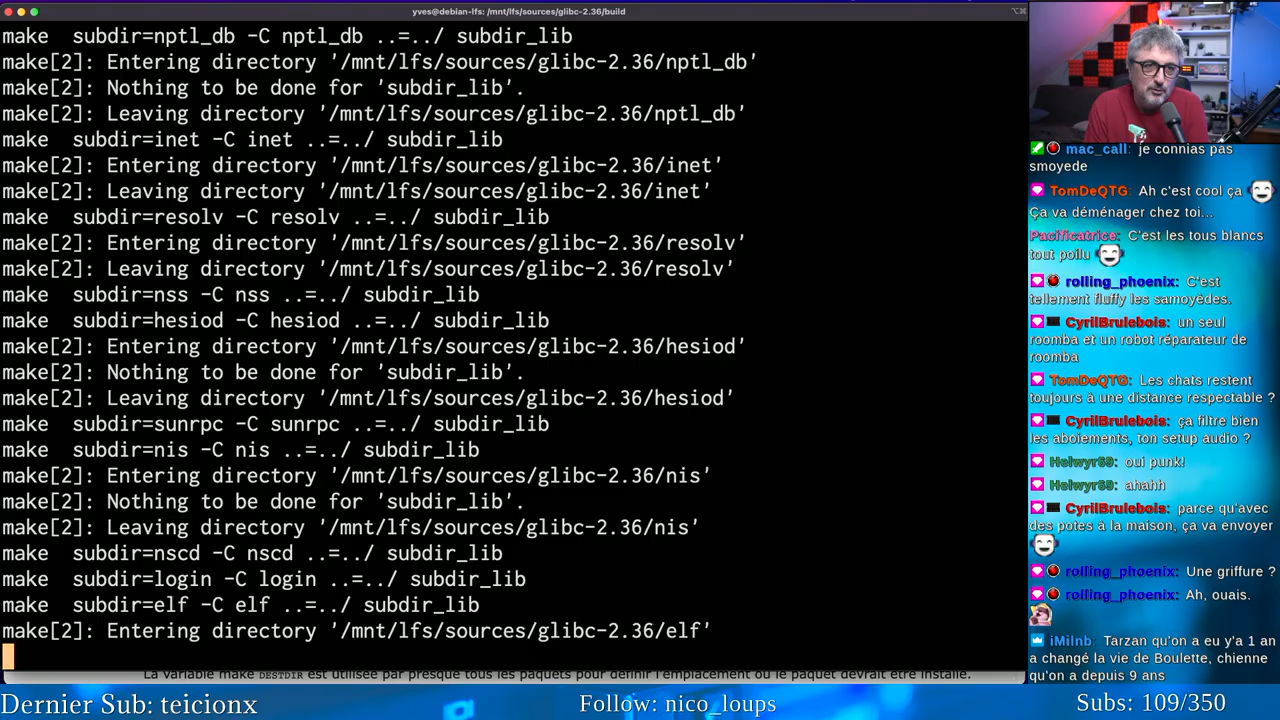 yves@debian-lfs: /mnt/lfs/sources/glibc-2.36/build
make  subdir=nptl_db -C nptl_db ..=../ subdir_lib
make[2]: Entering directory '/mnt/lfs/sources/glibc-2.36/nptl_db'
make[2]: Nothing to be done for 'subdir_lib'.
make[2]: Leaving directory '/mnt/lfs/sources/glibc-2.36/nptl_db'
make  subdir=inet -C inet ..=../ subdir_lib
make[2]: Entering directory '/mnt/lfs/sources/glibc-2.36/inet'
make[2]: Leaving directory '/mnt/lfs/sources/glibc-2.36/inet'
make  subdir=resolv -C resolv ..=../ subdir_lib
make[2]: Entering directory '/mnt/lfs/sources/glibc-2.36/resolv'
make[2]: Leaving directory '/mnt/lfs/sources/glibc-2.36/resolv'
make  subdir=nss -C nss ..=../ subdir_lib
make  subdir=hesiod -C hesiod ..=../ subdir_lib
make[2]: Entering directory '/mnt/lfs/sources/glibc-2.36/hesiod'
make[2]: Nothing to be done for 'subdir_lib'.
make[2]: Leaving directory '/mnt/lfs/sources/glibc-2.36/hesiod'
make  subdir=sunrpc -C sunrpc ..=../ subdir_lib
make  subdir=nis -C nis ..=../ subdir_lib
make[2]: Entering directory '/mnt/lfs/sources/glibc-2.36/nis'
make[2]: Nothing to be done for 'subdir_lib'.
make[2]: Leaving directory '/mnt/lfs/sources/glibc-2.36/nis'
make  subdir=nscd -C nscd ..=../ subdir_lib
make  subdir=login -C login ..=../ subdir_lib
make  subdir=elf -C elf ..=../ subdir_lib
make[2]: Entering directory '/mnt/lfs/sources/glibc-2.36/elf'
La variable make DESTDIR est utilisée par presque tous les paquets pour définir l'emplacement où le paquet devrait être installé.
mac_call: je connias pas
smoyede
TomDeQTG: Ah c'est cool ça
Ça va déménager chez toi...
Pacificatrice: C'est les tous blancs
tout poilu
rolling_phoenix: C'est
tellement fluffy les samoyèdes.
CyrilBrulebois: un seul
roomba et un robot réparateur de
roomba
TomDeQTG: Les chats restent
toujours à une distance respectable ?
CyrilBrulebois: ça filtre bien
les aboiements, ton setup audio ?
Helwyr69: oui punk!
Helwyr69: ahahh
CyrilBrulebois: parce qu'avec
des potes à la maison, ça va envoyer
rolling_phoenix: Une griffure ?
rolling_phoenix: Ah, ouais.
iMilnb: Tarzan qu'on a eu y'a 1 an
a changé la vie de Boulette, chienne
qu'on a depuis 9 ans
Dernier Sub: teicionx
Follow: nico_loups
Subs: 109/350